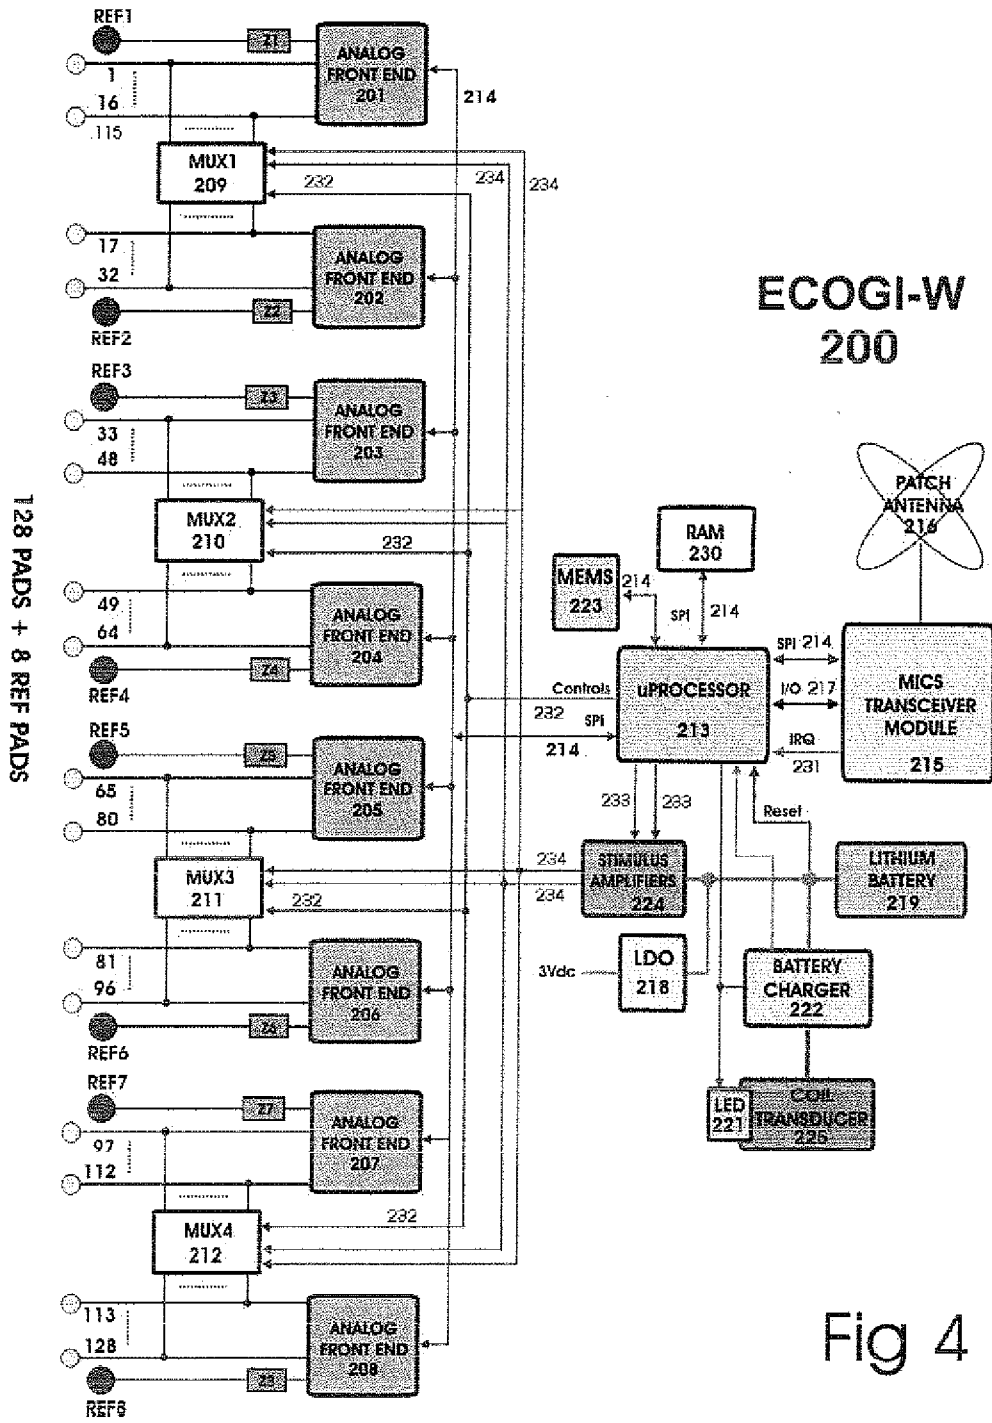 REF1
Z1
ANALOG
FRONT END
201
1
16
115
214
MUX1
209
232
234
234
17
32
ANALOG
FRONT END
202
Z2
REF2
ECOGI-W
200
REF3
Z3
ANALOG
FRONT END
203
33
48
MUX2
210
232
49
64
ANALOG
FRONT END
204
Z4
REF4
128 PADS + 8 REF PADS
PATCH
ANTENNA
216
RAM
230
MEMS
223
214
SPI
214
uPROCESSOR
213
SPI 214
I/O 217
IRQ
231
MICS
TRANSCEIVER
MODULE
215
Controls
232
SPI
214
REF5
Z5
ANALOG
FRONT END
205
65
80
233
233
Reset
MUX3
211
232
234
234
STIMULUS
AMPLIFIERS
224
LITHIUM
BATTERY
219
81
96
ANALOG
FRONT END
206
Z6
REF6
3Vdc
LDO
218
BATTERY
CHARGER
222
REF7
Z7
ANALOG
FRONT END
207
97
112
LED
221
COIL
TRANSDUCER
225
MUX4
212
232
113
128
ANALOG
FRONT END
208
Z8
REF8
Fig 4